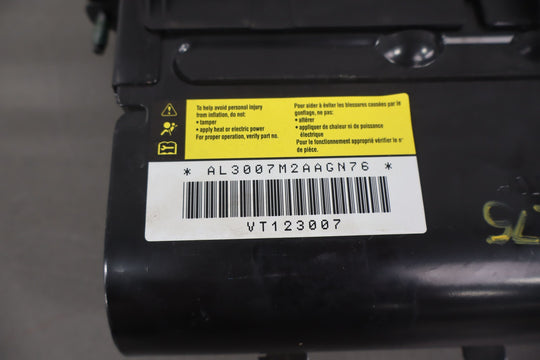 To help avoid personal injury
from inflation, do not:
• tamper
• apply heat or electric power
For proper operation, verify part no.
Pour aider à éviter les blessures causées par le
gonflage, ne pas:
• altérer
• appliquer de chaleur ni de puissance
électrique
Pour le fonctionnement approprié vérifier le n°
de pièce.
* AL3007M2AAGN76 *
VT123007